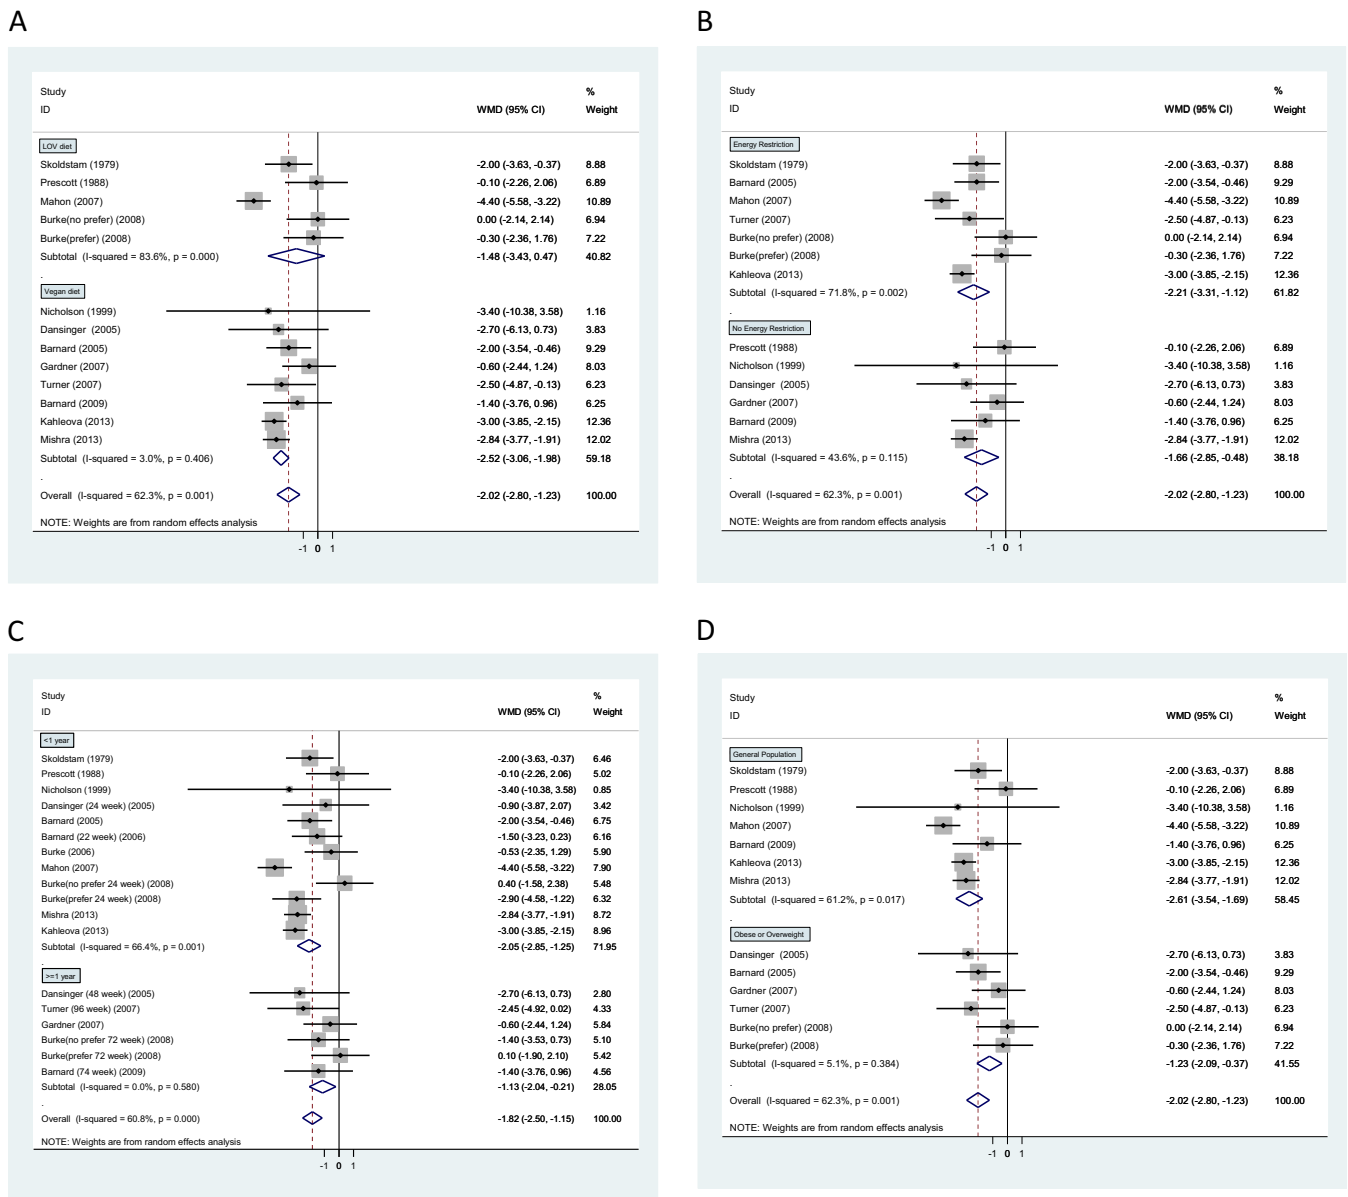 A
Study %
ID WMD (95% CI) Weight
LOV diet
Skoldstam (1979) -2.00 (-3.63, -0.37) 8.88
Prescott (1988) -0.10 (-2.26, 2.06) 6.89
Mahon (2007) -4.40 (-5.58, -3.22) 10.89
Burke(no prefer) (2008) 0.00 (-2.14, 2.14) 6.94
Burke(prefer) (2008) -0.30 (-2.36, 1.76) 7.22
Subtotal (I-squared = 83.6%, p = 0.000) -1.48 (-3.43, 0.47) 40.82
.
Vegan diet
Nicholson (1999) -3.40 (-10.38, 3.58) 1.16
Dansinger (2005) -2.70 (-6.13, 0.73) 3.83
Barnard (2005) -2.00 (-3.54, -0.46) 9.29
Gardner (2007) -0.60 (-2.44, 1.24) 8.03
Turner (2007) -2.50 (-4.87, -0.13) 6.23
Barnard (2009) -1.40 (-3.76, 0.96) 6.25
Kahleova (2013) -3.00 (-3.85, -2.15) 12.36
Mishra (2013) -2.84 (-3.77, -1.91) 12.02
Subtotal (I-squared = 3.0%, p = 0.406) -2.52 (-3.06, -1.98) 59.18
.
Overall (I-squared = 62.3%, p = 0.001) -2.02 (-2.80, -1.23) 100.00
NOTE: Weights are from random effects analysis
-1 0 1
B
Study %
ID WMD (95% CI) Weight
Energy Restriction
Skoldstam (1979) -2.00 (-3.63, -0.37) 8.88
Barnard (2005) -2.00 (-3.54, -0.46) 9.29
Mahon (2007) -4.40 (-5.58, -3.22) 10.89
Turner (2007) -2.50 (-4.87, -0.13) 6.23
Burke(no prefer) (2008) 0.00 (-2.14, 2.14) 6.94
Burke(prefer) (2008) -0.30 (-2.36, 1.76) 7.22
Kahleova (2013) -3.00 (-3.85, -2.15) 12.36
Subtotal (I-squared = 71.8%, p = 0.002) -2.21 (-3.31, -1.12) 61.82
.
No Energy Restriction
Prescott (1988) -0.10 (-2.26, 2.06) 6.89
Nicholson (1999) -3.40 (-10.38, 3.58) 1.16
Dansinger (2005) -2.70 (-6.13, 0.73) 3.83
Gardner (2007) -0.60 (-2.44, 1.24) 8.03
Barnard (2009) -1.40 (-3.76, 0.96) 6.25
Mishra (2013) -2.84 (-3.77, -1.91) 12.02
Subtotal (I-squared = 43.6%, p = 0.115) -1.66 (-2.85, -0.48) 38.18
.
Overall (I-squared = 62.3%, p = 0.001) -2.02 (-2.80, -1.23) 100.00
NOTE: Weights are from random effects analysis
-1 0 1
C
Study %
ID WMD (95% CI) Weight
<1 year
Skoldstam (1979) -2.00 (-3.63, -0.37) 6.46
Prescott (1988) -0.10 (-2.26, 2.06) 5.02
Nicholson (1999) -3.40 (-10.38, 3.58) 0.85
Dansinger (24 week) (2005) -0.90 (-3.87, 2.07) 3.42
Barnard (2005) -2.00 (-3.54, -0.46) 6.75
Barnard (22 week) (2006) -1.50 (-3.23, 0.23) 6.16
Burke (2006) -0.53 (-2.35, 1.29) 5.90
Mahon (2007) -4.40 (-5.58, -3.22) 7.90
Burke(no prefer 24 week) (2008) 0.40 (-1.58, 2.38) 5.48
Burke(prefer 24 week) (2008) -2.90 (-4.58, -1.22) 6.32
Mishra (2013) -2.84 (-3.77, -1.91) 8.72
Kahleova (2013) -3.00 (-3.85, -2.15) 8.96
Subtotal (I-squared = 66.4%, p = 0.001) -2.05 (-2.85, -1.25) 71.95
.
>=1 year
Dansinger (48 week) (2005) -2.70 (-6.13, 0.73) 2.80
Turner (96 week) (2007) -2.45 (-4.92, 0.02) 4.33
Gardner (2007) -0.60 (-2.44, 1.24) 5.84
Burke(no prefer 72 week) (2008) -1.40 (-3.53, 0.73) 5.10
Burke(prefer 72 week) (2008) 0.10 (-1.90, 2.10) 5.42
Barnard (74 week) (2009) -1.40 (-3.76, 0.96) 4.56
Subtotal (I-squared = 0.0%, p = 0.580) -1.13 (-2.04, -0.21) 28.05
.
Overall (I-squared = 60.8%, p = 0.000) -1.82 (-2.50, -1.15) 100.00
NOTE: Weights are from random effects analysis
-1 0 1
D
Study %
ID WMD (95% CI) Weight
General Population
Skoldstam (1979) -2.00 (-3.63, -0.37) 8.88
Prescott (1988) -0.10 (-2.26, 2.06) 6.89
Nicholson (1999) -3.40 (-10.38, 3.58) 1.16
Mahon (2007) -4.40 (-5.58, -3.22) 10.89
Barnard (2009) -1.40 (-3.76, 0.96) 6.25
Kahleova (2013) -3.00 (-3.85, -2.15) 12.36
Mishra (2013) -2.84 (-3.77, -1.91) 12.02
Subtotal (I-squared = 61.2%, p = 0.017) -2.61 (-3.54, -1.69) 58.45
.
Obese or Overweight
Dansinger (2005) -2.70 (-6.13, 0.73) 3.83
Barnard (2005) -2.00 (-3.54, -0.46) 9.29
Gardner (2007) -0.60 (-2.44, 1.24) 8.03
Turner (2007) -2.50 (-4.87, -0.13) 6.23
Burke(no prefer) (2008) 0.00 (-2.14, 2.14) 6.94
Burke(prefer) (2008) -0.30 (-2.36, 1.76) 7.22
Subtotal (I-squared = 5.1%, p = 0.384) -1.23 (-2.09, -0.37) 41.55
.
Overall (I-squared = 62.3%, p = 0.001) -2.02 (-2.80, -1.23) 100.00
NOTE: Weights are from random effects analysis
-1 0 1